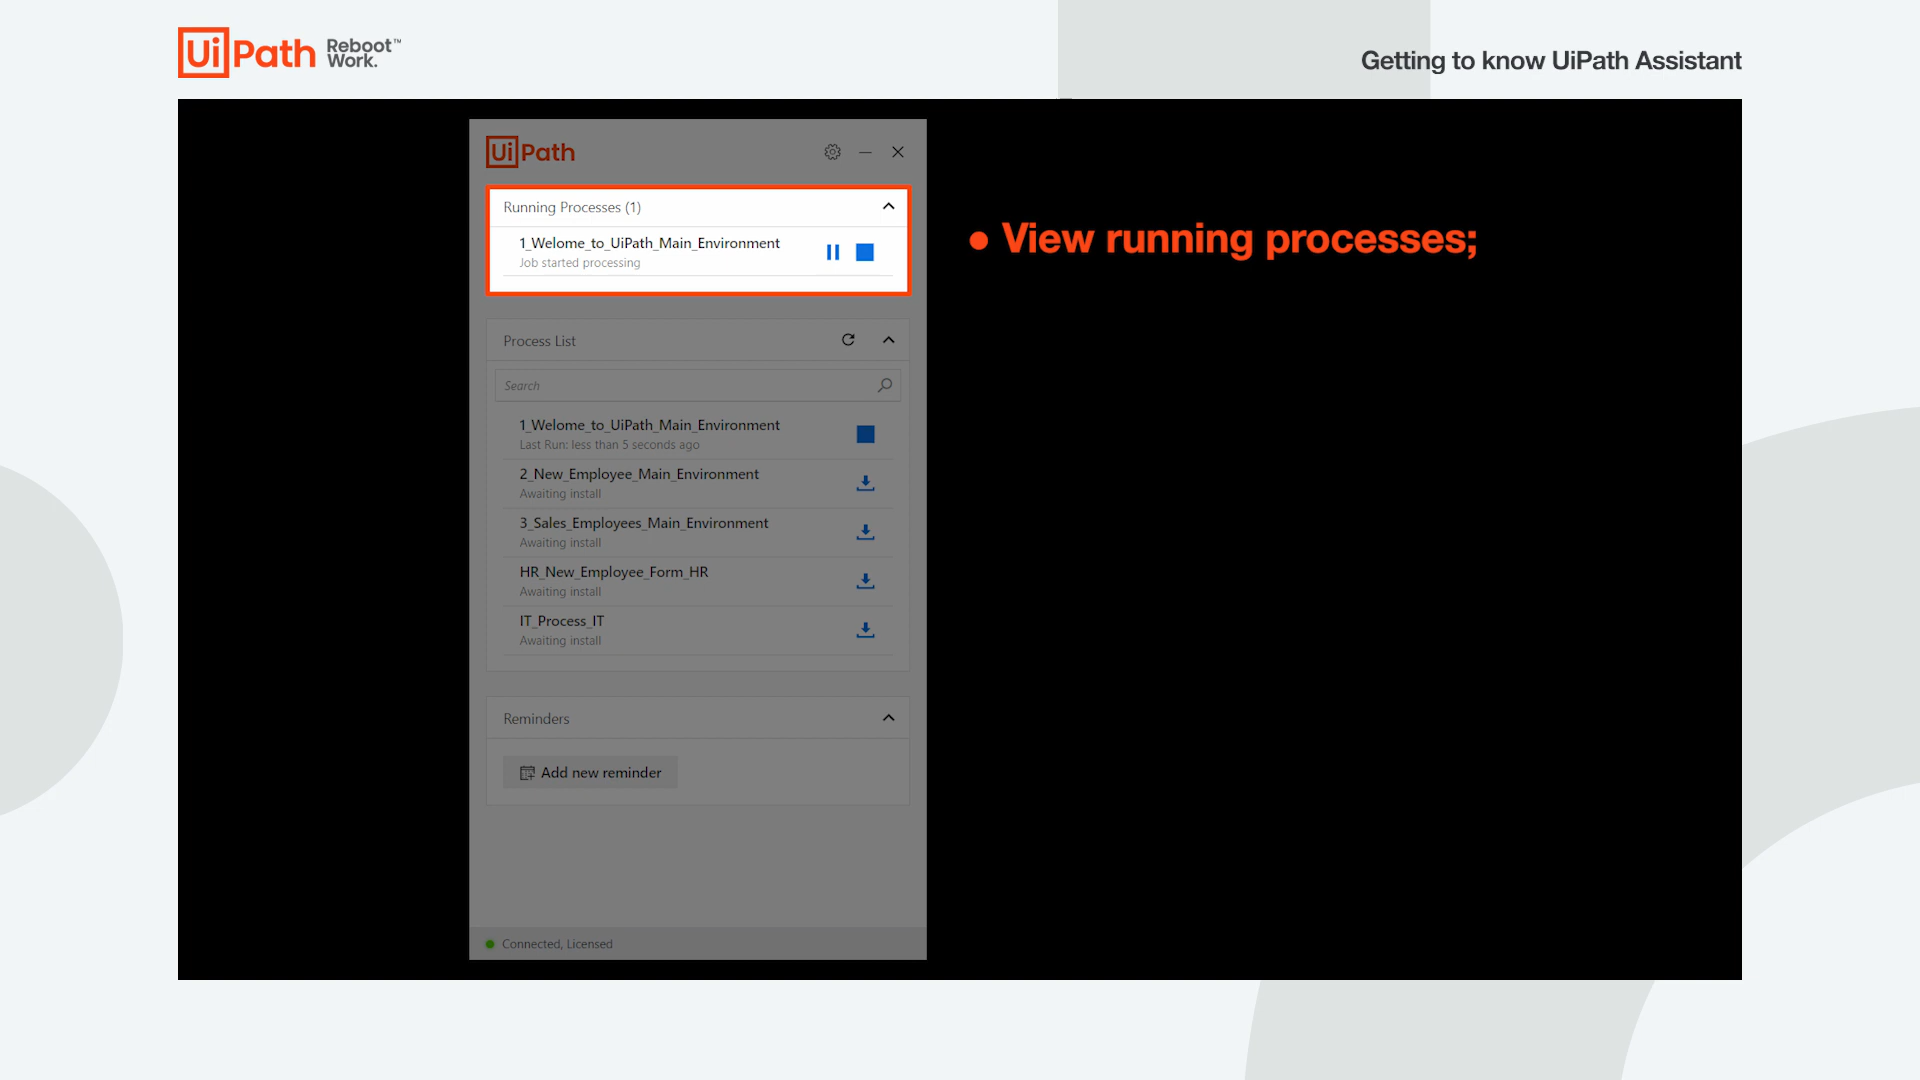 UiPath Reboot™ Work.
Getting to know UiPath Assistant
UiPath
Running Processes (1)
1_Welome_to_UiPath_Main_Environment
Job started processing
● View running processes;
Process List
Search
1_Welome_to_UiPath_Main_Environment
Last Run: less than 5 seconds ago
2_New_Employee_Main_Environment
Awaiting install
3_Sales_Employees_Main_Environment
Awaiting install
HR_New_Employee_Form_HR
Awaiting install
IT_Process_IT
Awaiting install
Reminders
Add new reminder
Connected, Licensed